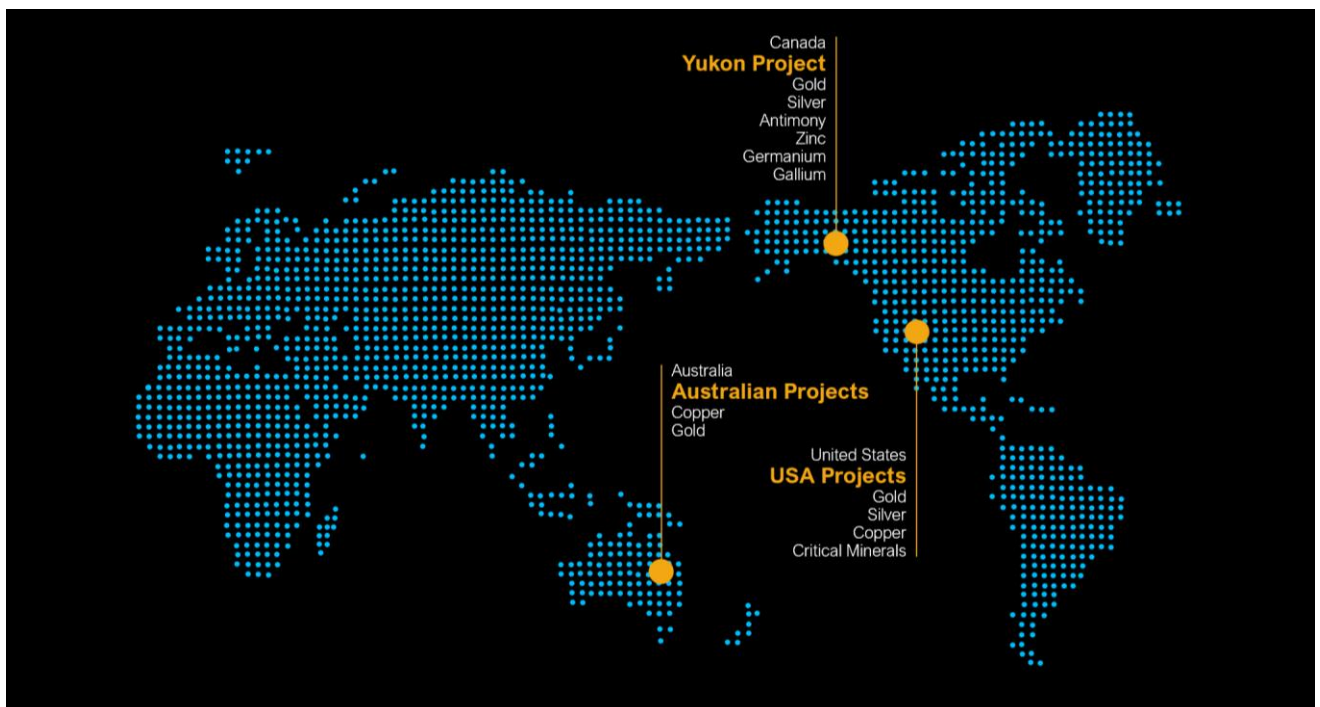 Canada
Yukon Project
Gold
Silver
Antimony
Zinc
Germanium
Gallium
Australia
Australian Projects
Copper
Gold
United States
USA Projects
Gold
Silver
Copper
Critical Minerals